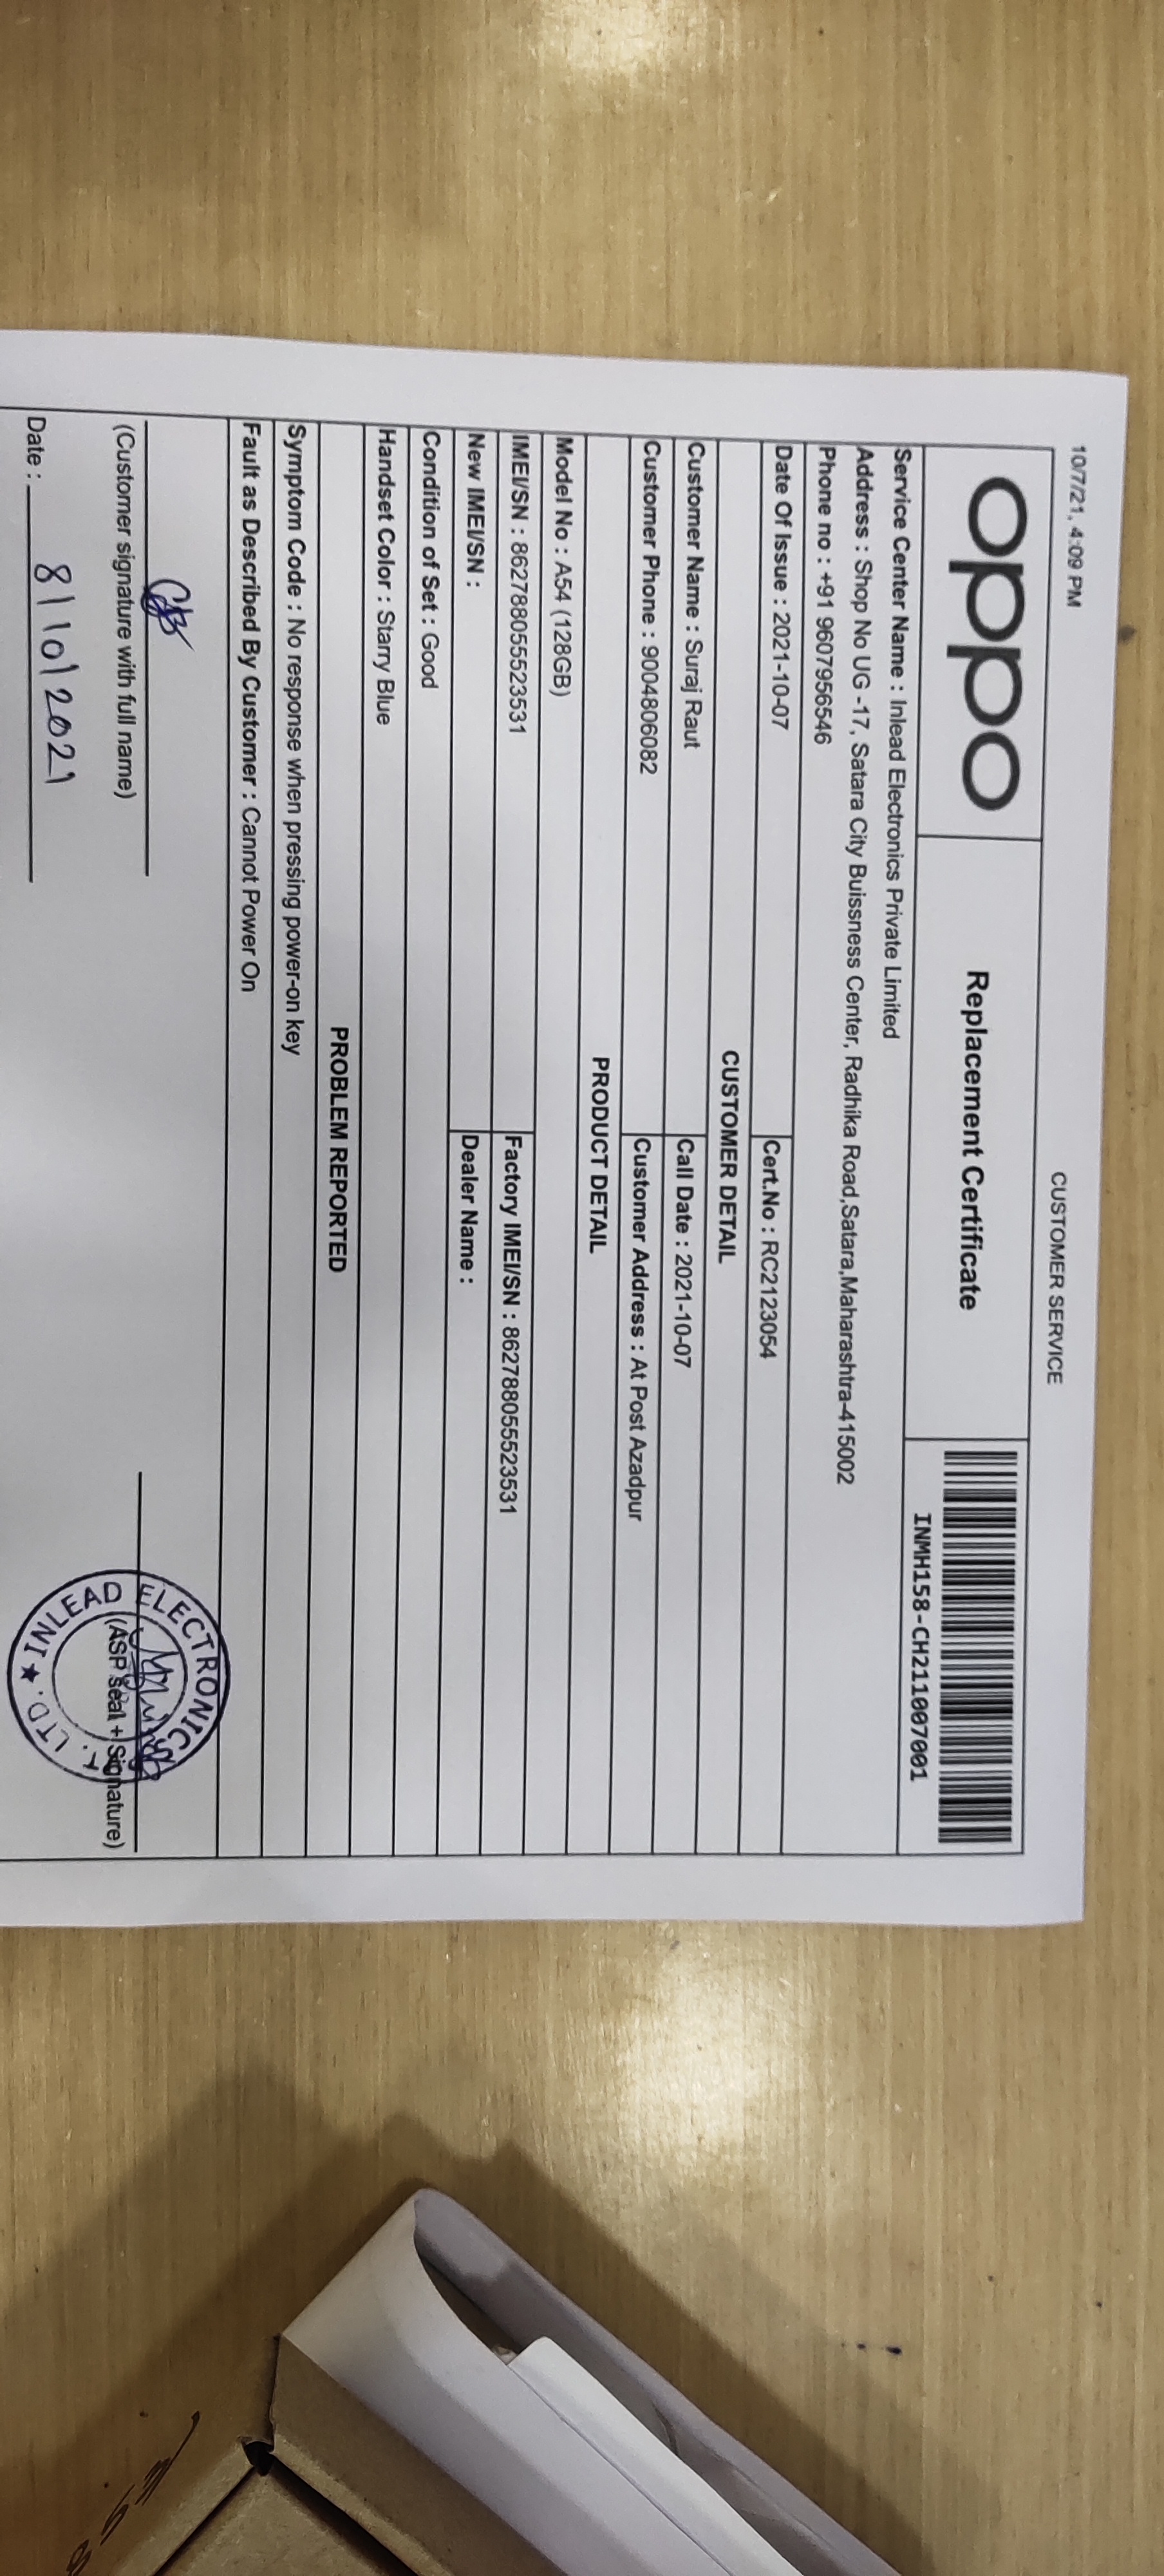 10/7/21, 4:09 PM
CUSTOMER SERVICE
oppo
Replacement Certificate
INMH158-CH211007001
Service Center Name : Inlead Electronics Private Limited
Address : Shop No UG -17, Satara City Buissness Center, Radhika Road,Satara,Maharashtra-415002
Phone no : +91 9607956546
Date Of Issue : 2021-10-07 Cert.No : RC2123054
CUSTOMER DETAIL
Customer Name : Suraj Raut Call Date : 2021-10-07
Customer Phone : 9004806082 Customer Address : At Post Azadpur
PRODUCT DETAIL
Model No : A54 (128GB)
IMEI/SN : 862788055523531 Factory IMEI/SN : 862788055523531
New IMEI/SN : Dealer Name :
Condition of Set : Good
Handset Color : Starry Blue
PROBLEM REPORTED
Symptom Code : No response when pressing power-on key
Fault as Described By Customer : Cannot Power On
(Customer signature with full name)
(ASP seal + Signature)
INLEAD ELECTRONICS
T. LTD. ★
Date : 8/10/2021